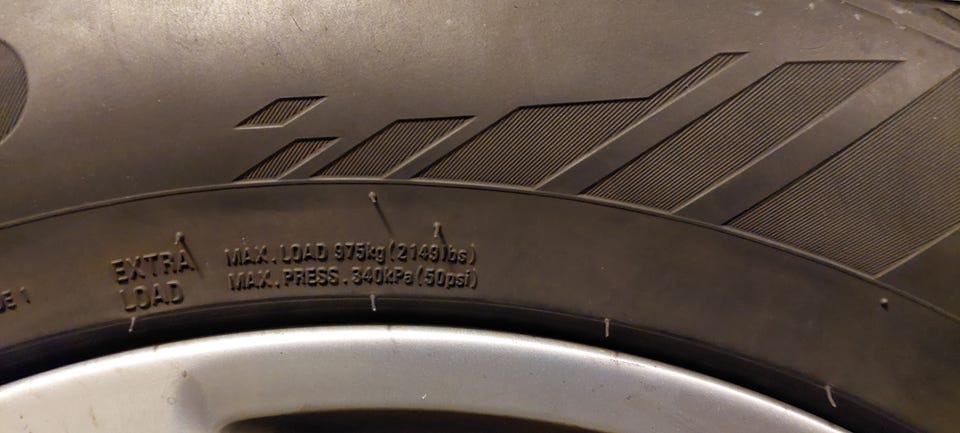 EXTRA
LOAD
MAX. LOAD 975kg (2149lbs)
MAX. PRESS. 340kPa (50psi)